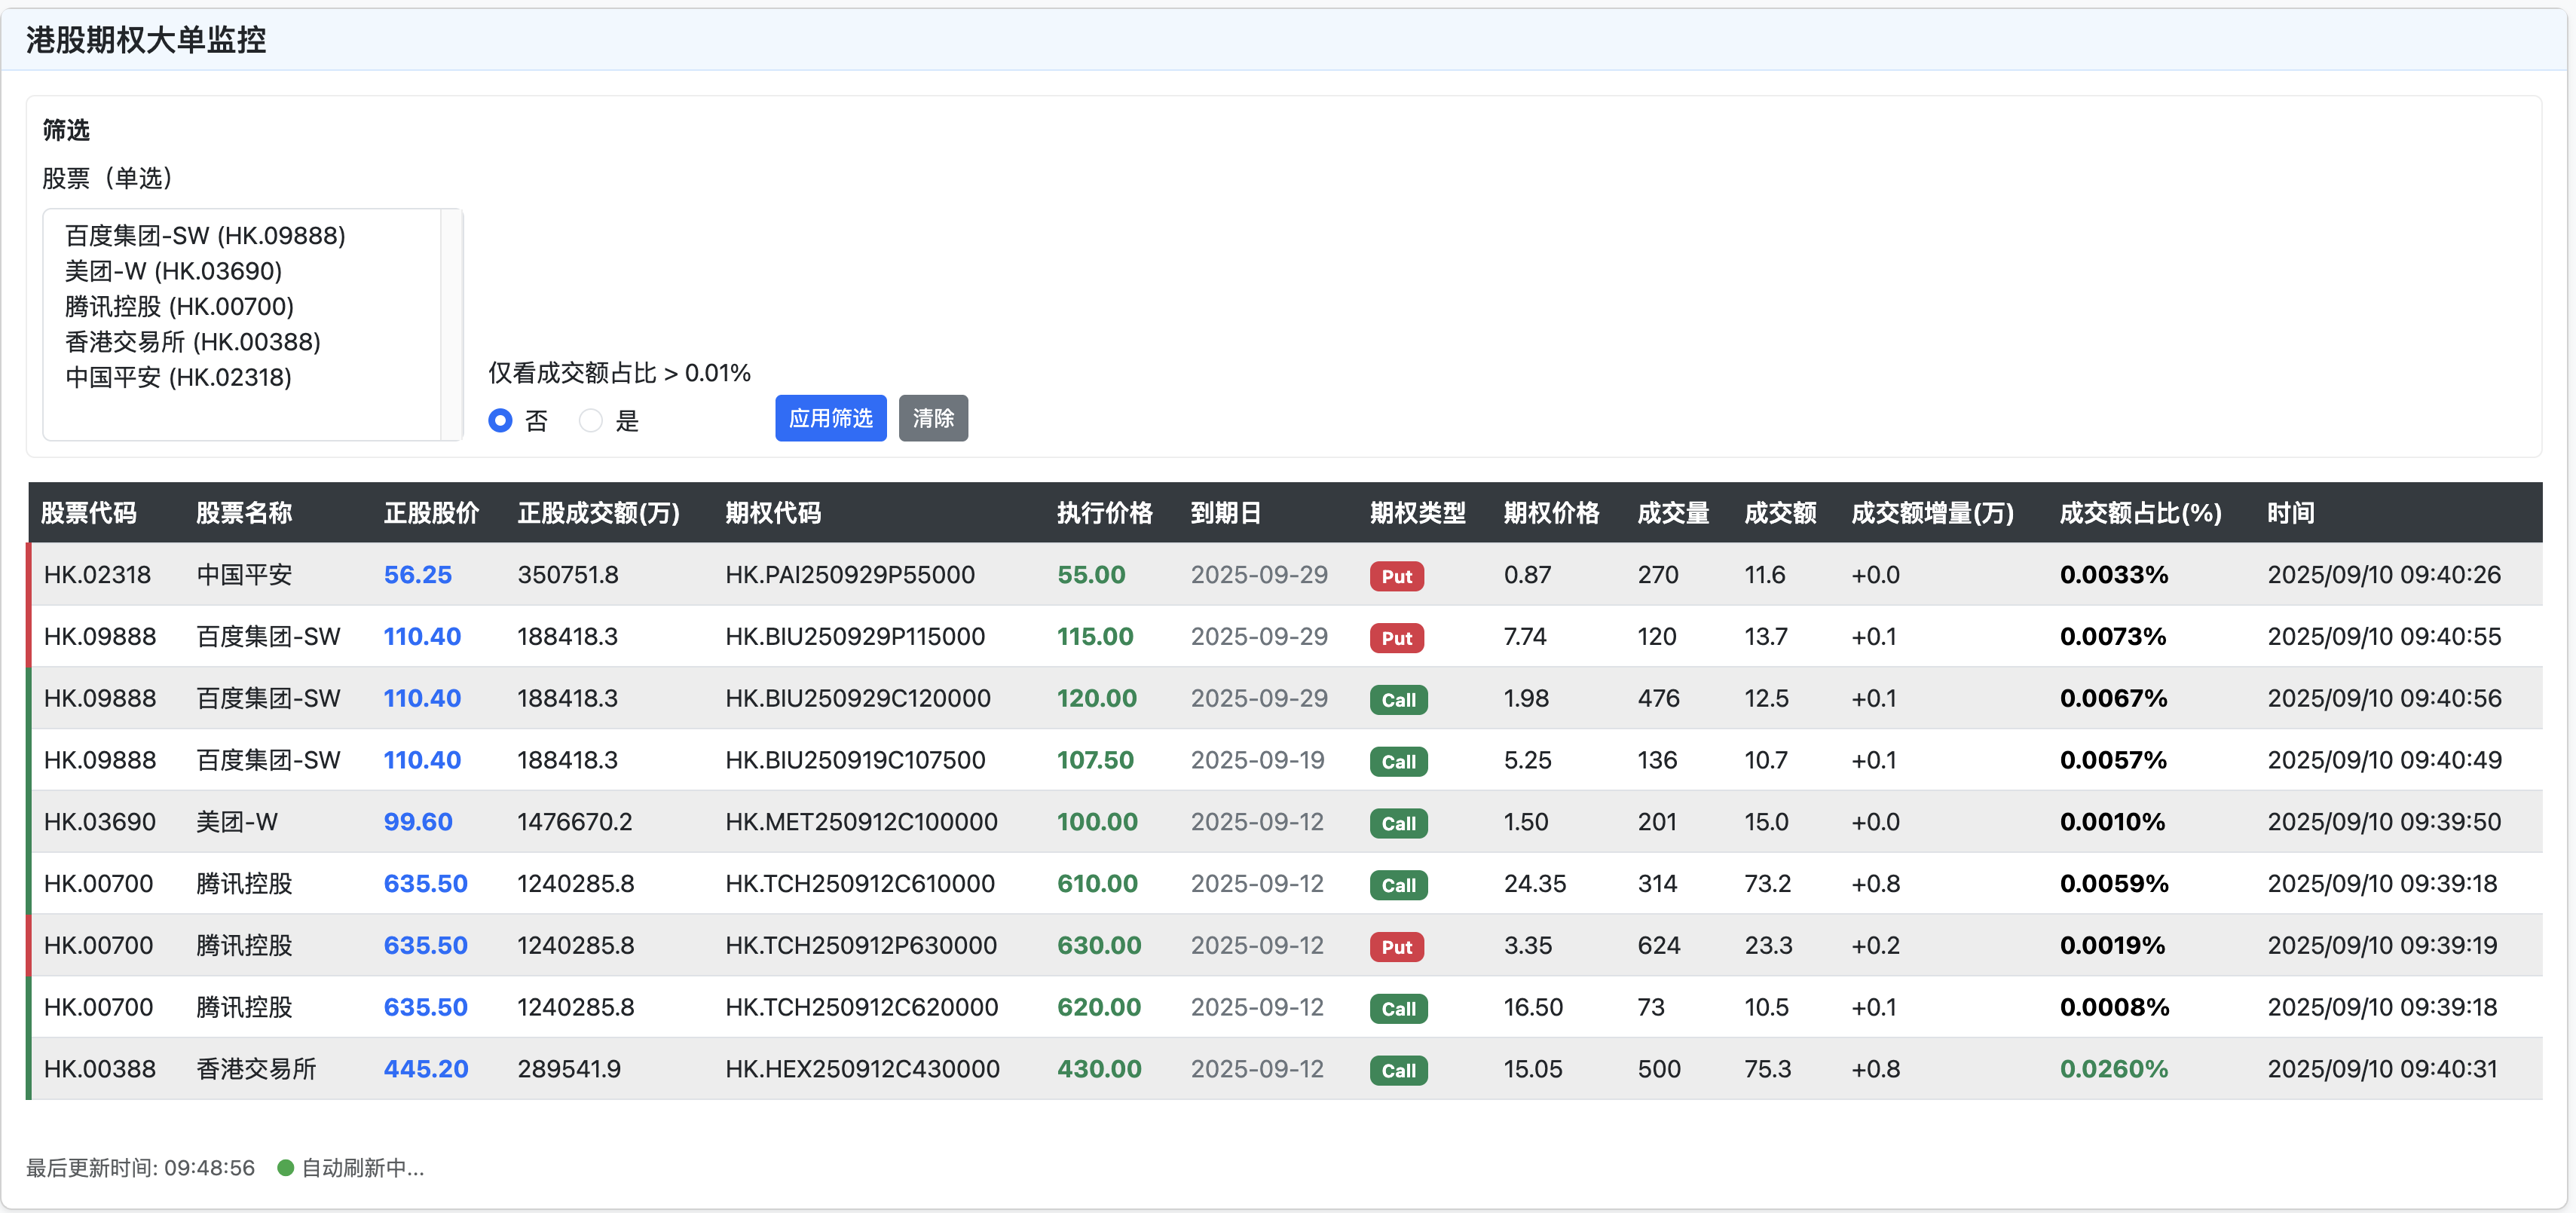 港股期权大单监控
筛选
股票（单选）
百度集团-SW (HK.09888)
美团-W (HK.03690)
腾讯控股 (HK.00700)
香港交易所 (HK.00388)
中国平安 (HK.02318)
仅看成交额占比 > 0.01%
否 是 应用筛选 清除
股票代码 股票名称 正股股价 正股成交额(万) 期权代码 执行价格 到期日 期权类型 期权价格 成交量 成交额 成交额增量(万) 成交额占比(%) 时间
HK.02318 中国平安 56.25 350751.8 HK.PAI250929P55000 55.00 2025-09-29 Put 0.87 270 11.6 +0.0 0.0033% 2025/09/10 09:40:26
HK.09888 百度集团-SW 110.40 188418.3 HK.BIU250929P115000 115.00 2025-09-29 Put 7.74 120 13.7 +0.1 0.0073% 2025/09/10 09:40:55
HK.09888 百度集团-SW 110.40 188418.3 HK.BIU250929C120000 120.00 2025-09-29 Call 1.98 476 12.5 +0.1 0.0067% 2025/09/10 09:40:56
HK.09888 百度集团-SW 110.40 188418.3 HK.BIU250919C107500 107.50 2025-09-19 Call 5.25 136 10.7 +0.1 0.0057% 2025/09/10 09:40:49
HK.03690 美团-W 99.60 1476670.2 HK.MET250912C100000 100.00 2025-09-12 Call 1.50 201 15.0 +0.0 0.0010% 2025/09/10 09:39:50
HK.00700 腾讯控股 635.50 1240285.8 HK.TCH250912C610000 610.00 2025-09-12 Call 24.35 314 73.2 +0.8 0.0059% 2025/09/10 09:39:18
HK.00700 腾讯控股 635.50 1240285.8 HK.TCH250912P630000 630.00 2025-09-12 Put 3.35 624 23.3 +0.2 0.0019% 2025/09/10 09:39:19
HK.00700 腾讯控股 635.50 1240285.8 HK.TCH250912C620000 620.00 2025-09-12 Call 16.50 73 10.5 +0.1 0.0008% 2025/09/10 09:39:18
HK.00388 香港交易所 445.20 289541.9 HK.HEX250912C430000 430.00 2025-09-12 Call 15.05 500 75.3 +0.8 0.0260% 2025/09/10 09:40:31
最后更新时间: 09:48:56 自动刷新中...